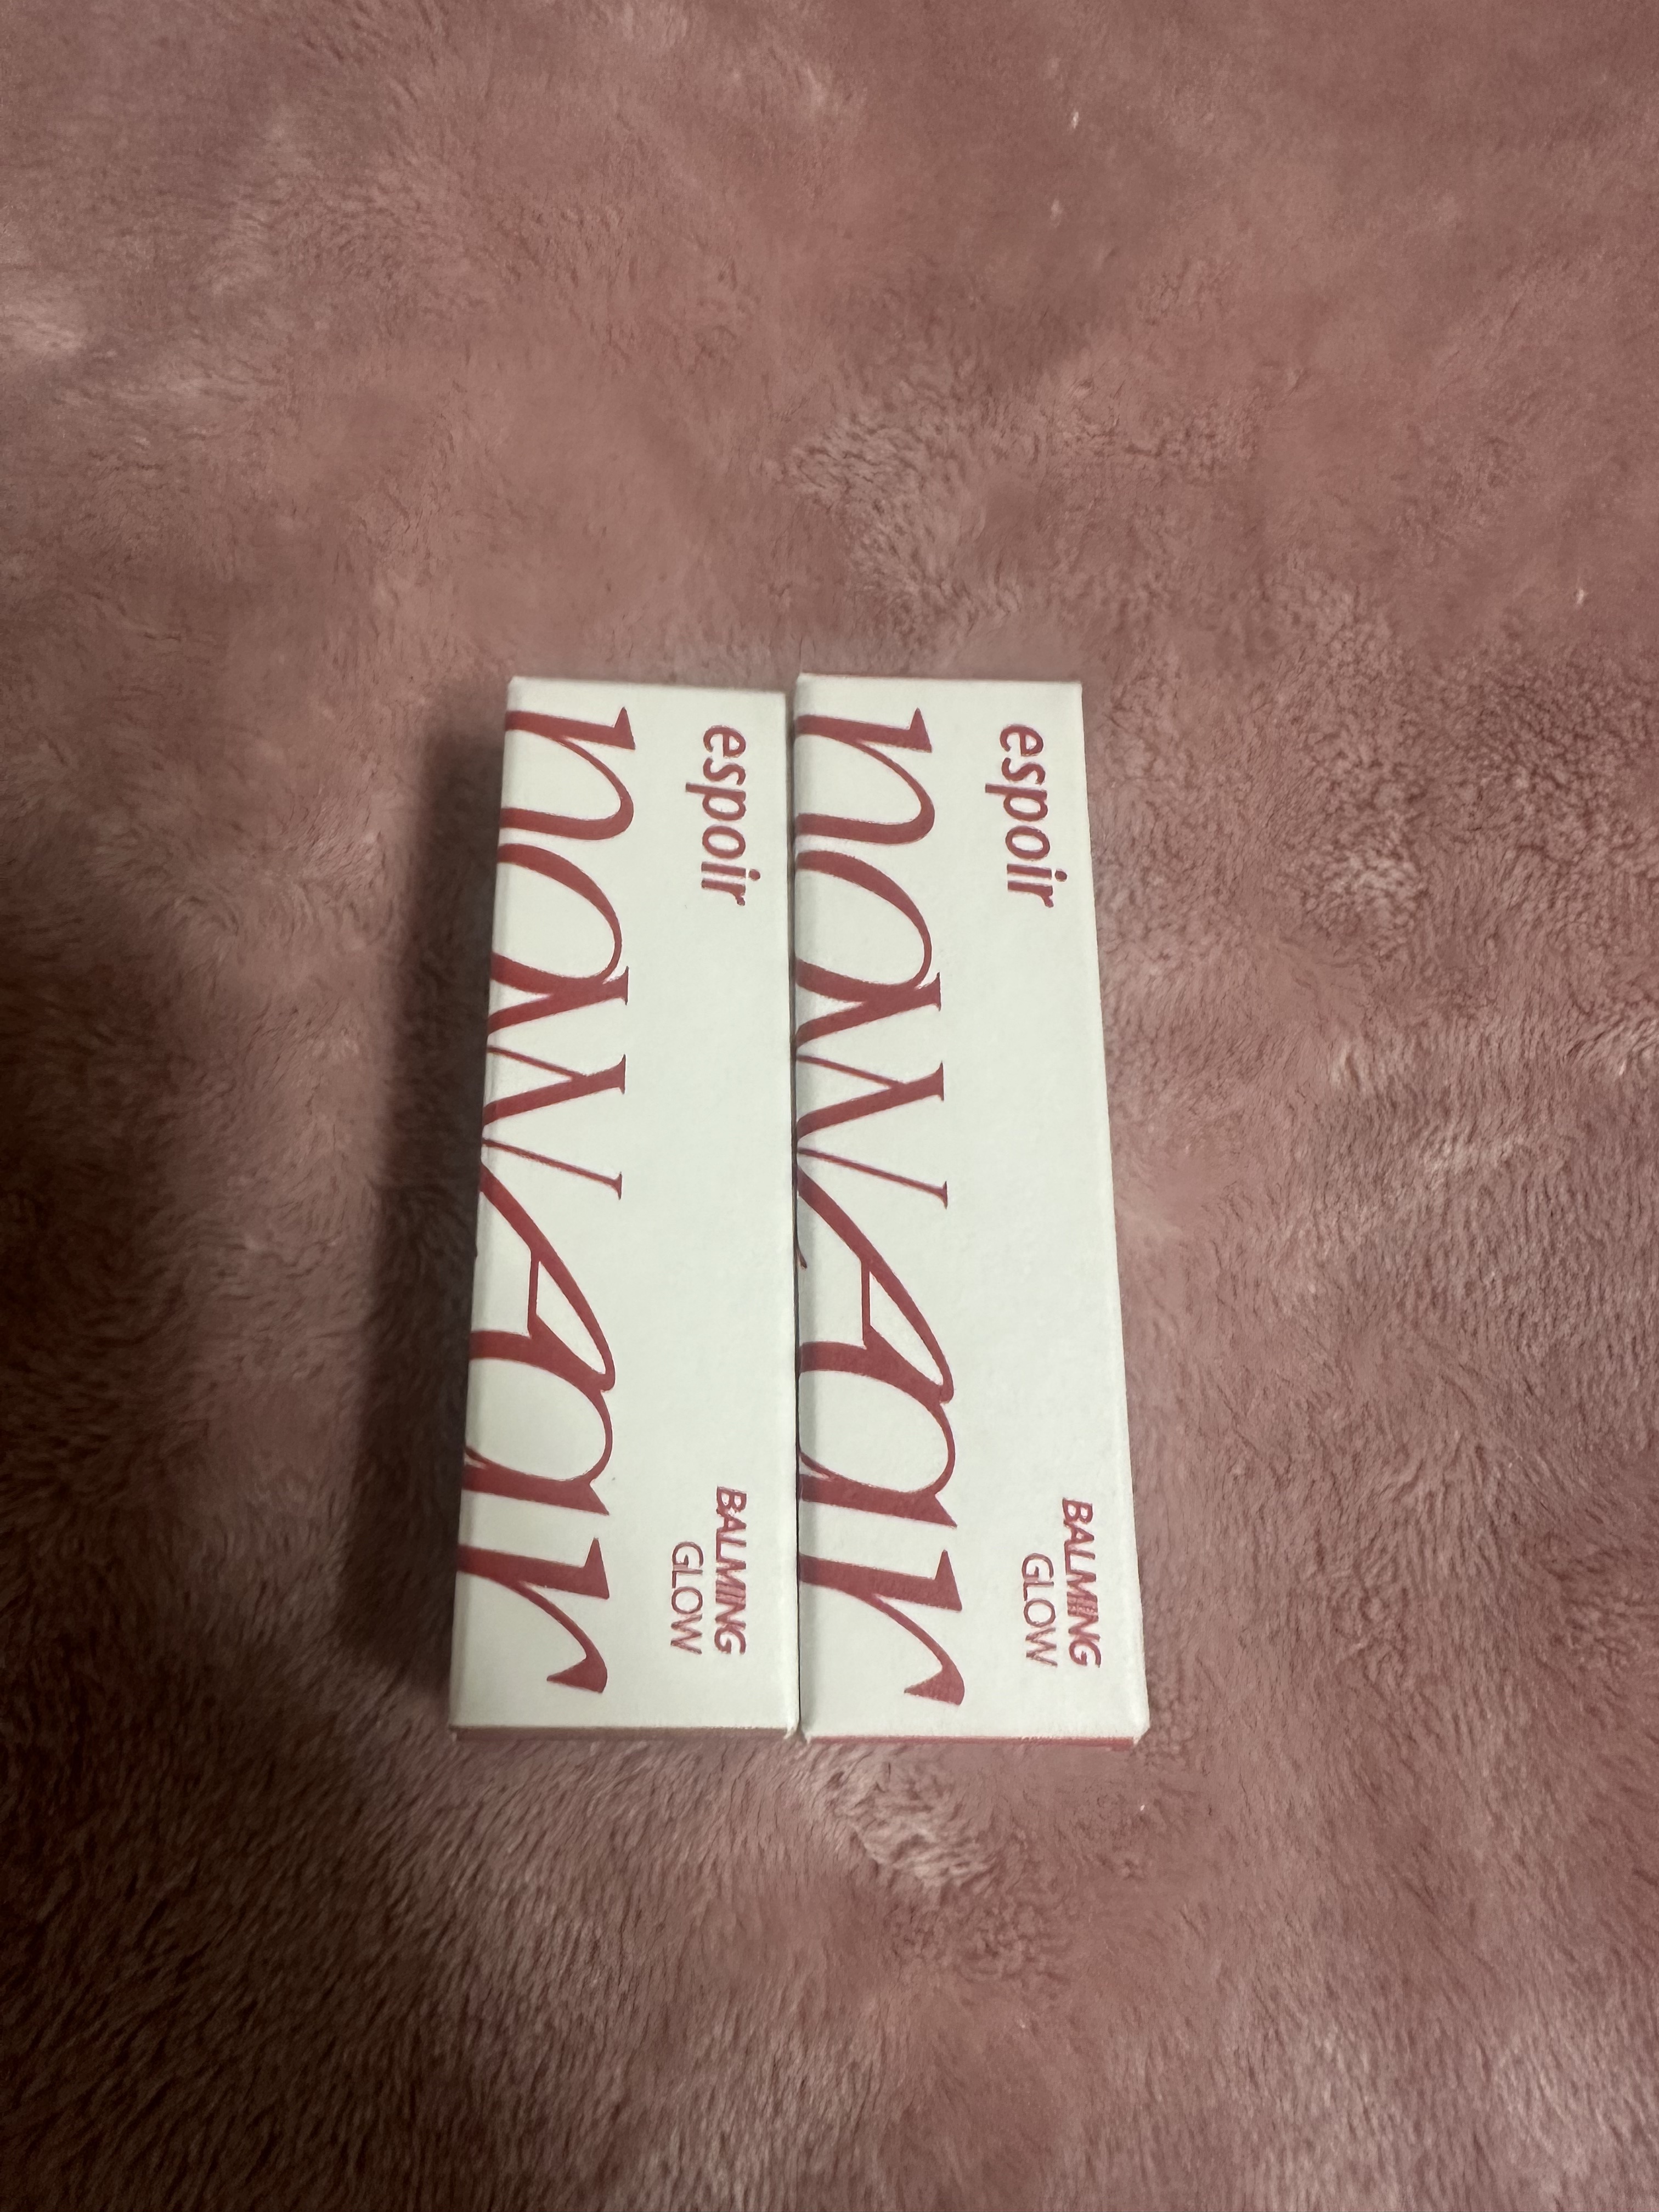 espoir
nowear
BALMING
GLOW
espoir
nowear
BALMING
GLOW